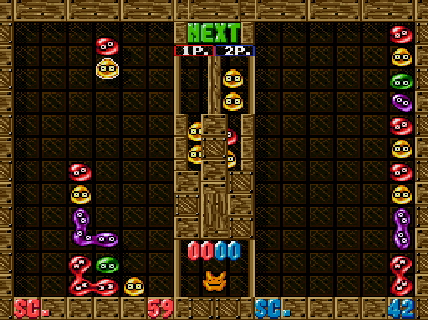 NEXT
1P. 2P.
0000
SC. 59 SC. 42